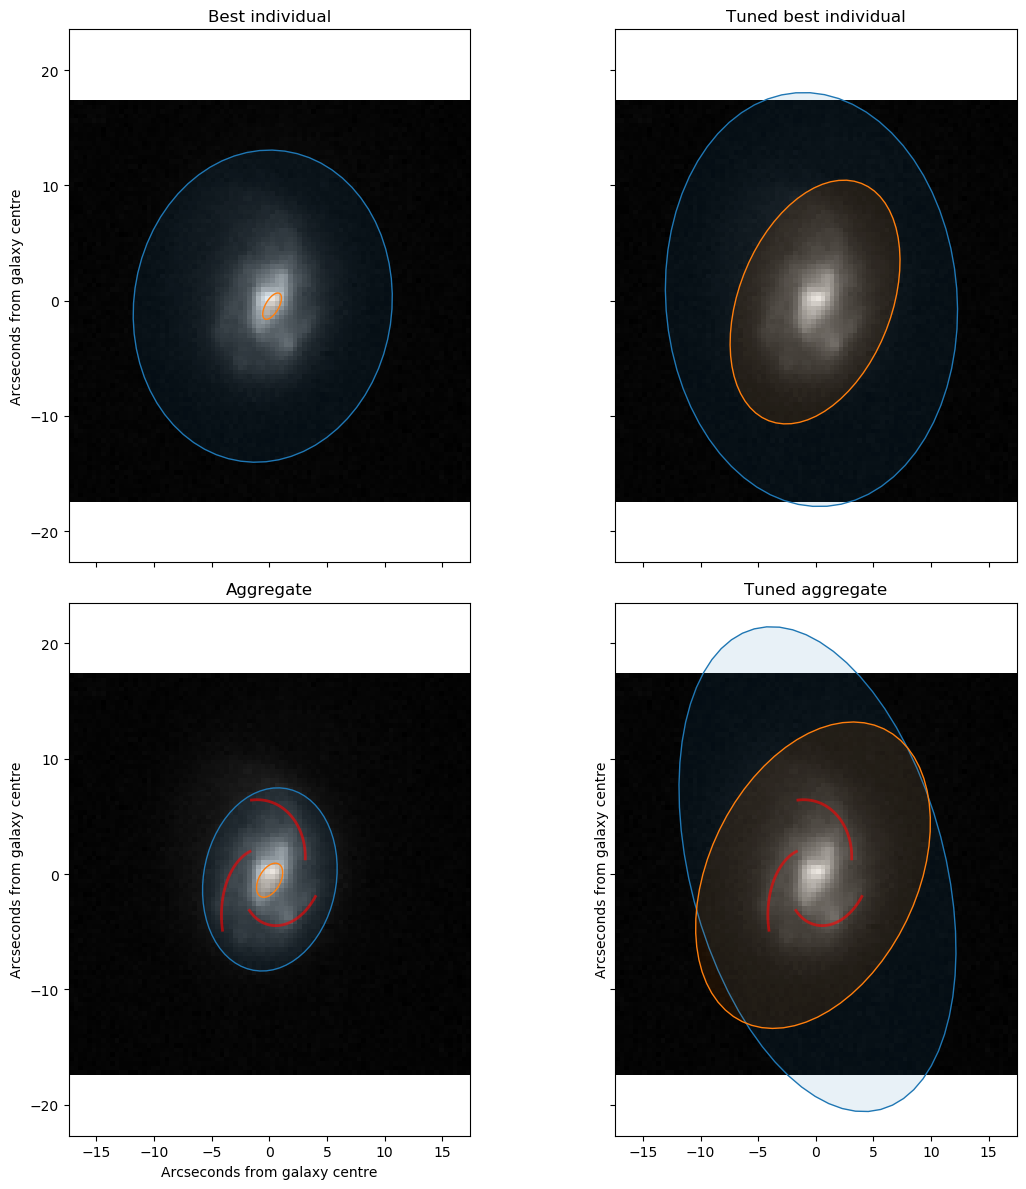 Best individual
Tuned best individual
20
10
0
−10
−20
Arcseconds from galaxy centre
Aggregate
Tuned aggregate
20
10
0
−10
−20
Arcseconds from galaxy centre
Arcseconds from galaxy centre
−15 −10 −5 0 5 10 15
−15 −10 −5 0 5 10 15
Arcseconds from galaxy centre